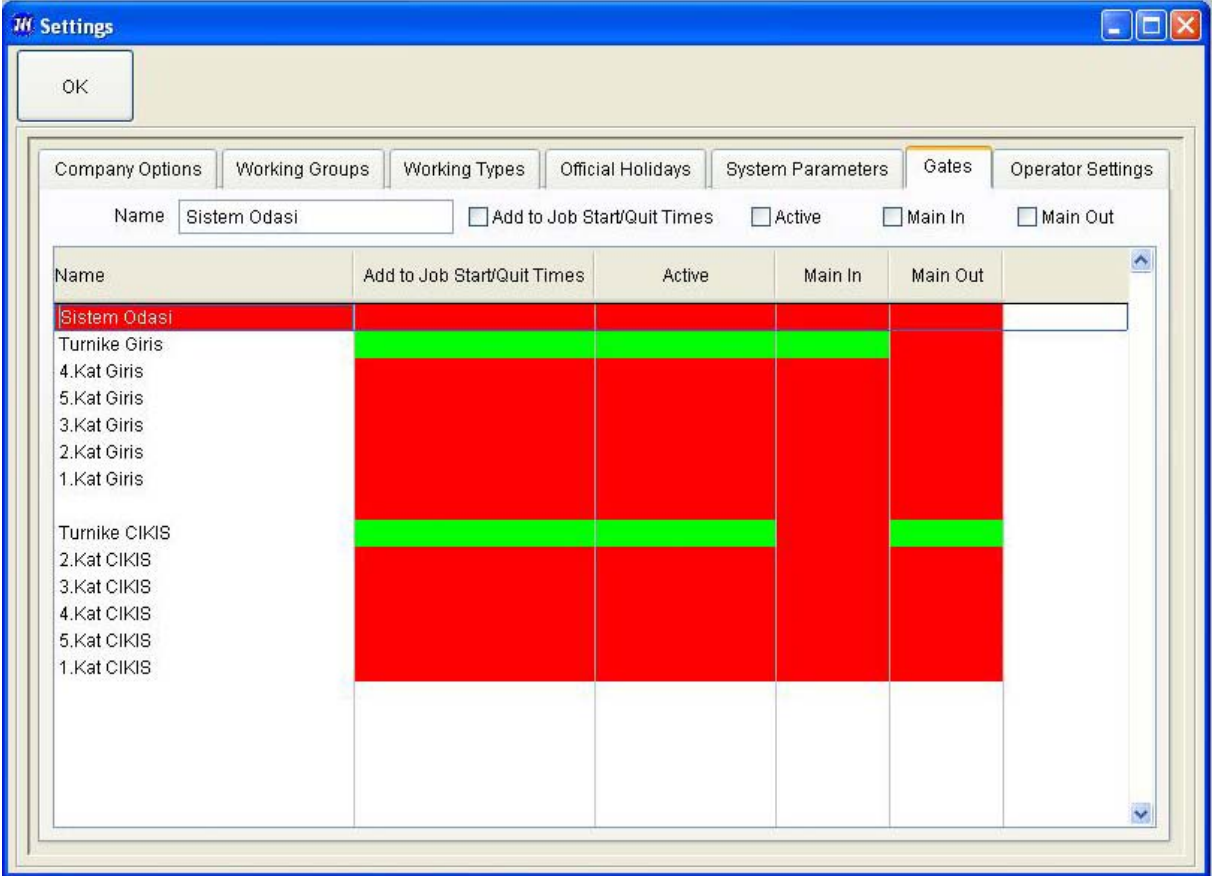 Settings
OK
Company Options Working Groups Working Types Official Holidays System Parameters Gates Operator Settings
Name Sistem Odasi Add to Job Start/Quit Times Active Main In Main Out
Name Add to Job Start/Quit Times Active Main In Main Out
Sistem Odasi
Turnike Giris
4.Kat Giris
5.Kat Giris
3.Kat Giris
2.Kat Giris
1.Kat Giris
Turnike CIKIS
2.Kat CIKIS
3.Kat CIKIS
4.Kat CIKIS
5.Kat CIKIS
1.Kat CIKIS